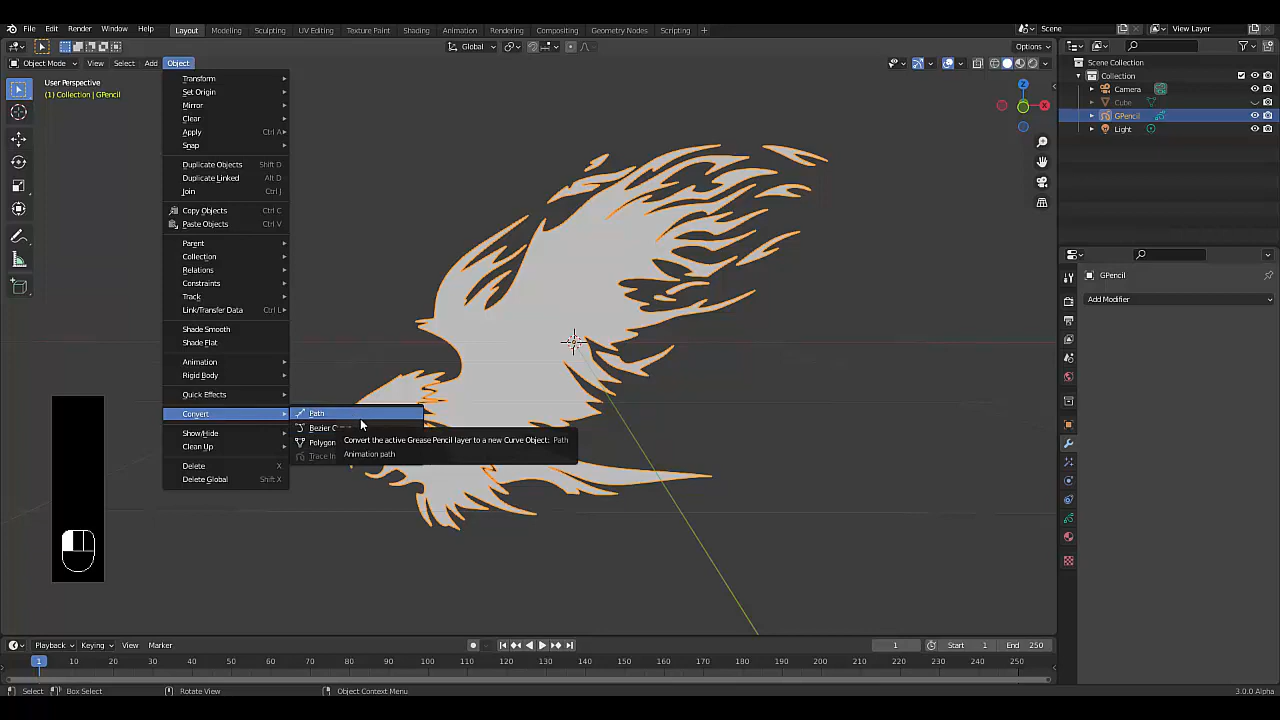 File Edit Render Window Help
Layout Modeling Sculpting UV Editing Texture Paint Shading Animation Rendering Compositing Geometry Nodes Scripting
Scene
View Layer
Global
Options
Object Mode View Select Add Object
User Perspective
(1) Collection | GPencil
Transform
Set Origin
Mirror
Clear
Apply Ctrl A
Snap
Duplicate Objects Shift D
Duplicate Linked Alt D
Join Ctrl J
Copy Objects Ctrl C
Paste Objects Ctrl V
Parent
Collection
Relations
Constraints
Track
Link/Transfer Data Ctrl L
Shade Smooth
Shade Flat
Animation
Rigid Body
Quick Effects
Convert
Show/Hide
Clean Up
Delete X
Delete Global Shift X
Path
Bezier
Polygon
Trace
Convert the active Grease Pencil layer to a new Curve Object: Path
Animation path
Z
X
Scene Collection
Collection
Camera
Cube
GPencil
Light
GPencil
Add Modifier
Playback Keying View Marker
1
Start 1
End 250
1 10 20 30 40 50 60 70 80 90 100 110 120 130 140 150 160 170 180 190 200 210 220 230 240 250
Select Box Select Rotate View Object Context Menu
3.0.0 Alpha